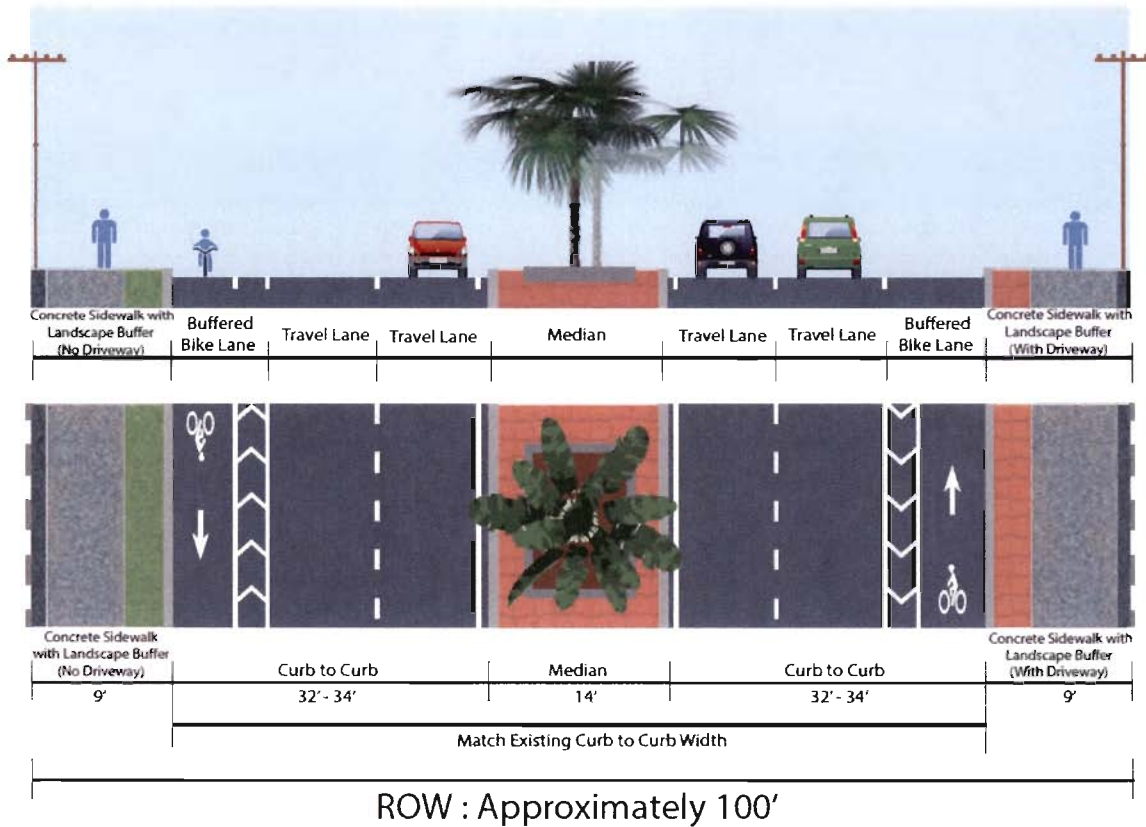 Concrete Sidewalk with
Landscape Buffer
(No Driveway)
Buffered
Bike Lane
Travel Lane
Travel Lane
Median
Travel Lane
Travel Lane
Buffered
Bike Lane
Concrete Sidewalk with
Landscape Buffer
(With Driveway)
Concrete Sidewalk
with Landscape Buffer
(No Driveway)
Curb to Curb
Median
Curb to Curb
Concrete Sidewalk with
Landscape Buffer
(With Driveway)
9'
32' - 34'
14'
32' - 34'
9'
Match Existing Curb to Curb Width
ROW : Approximately 100'